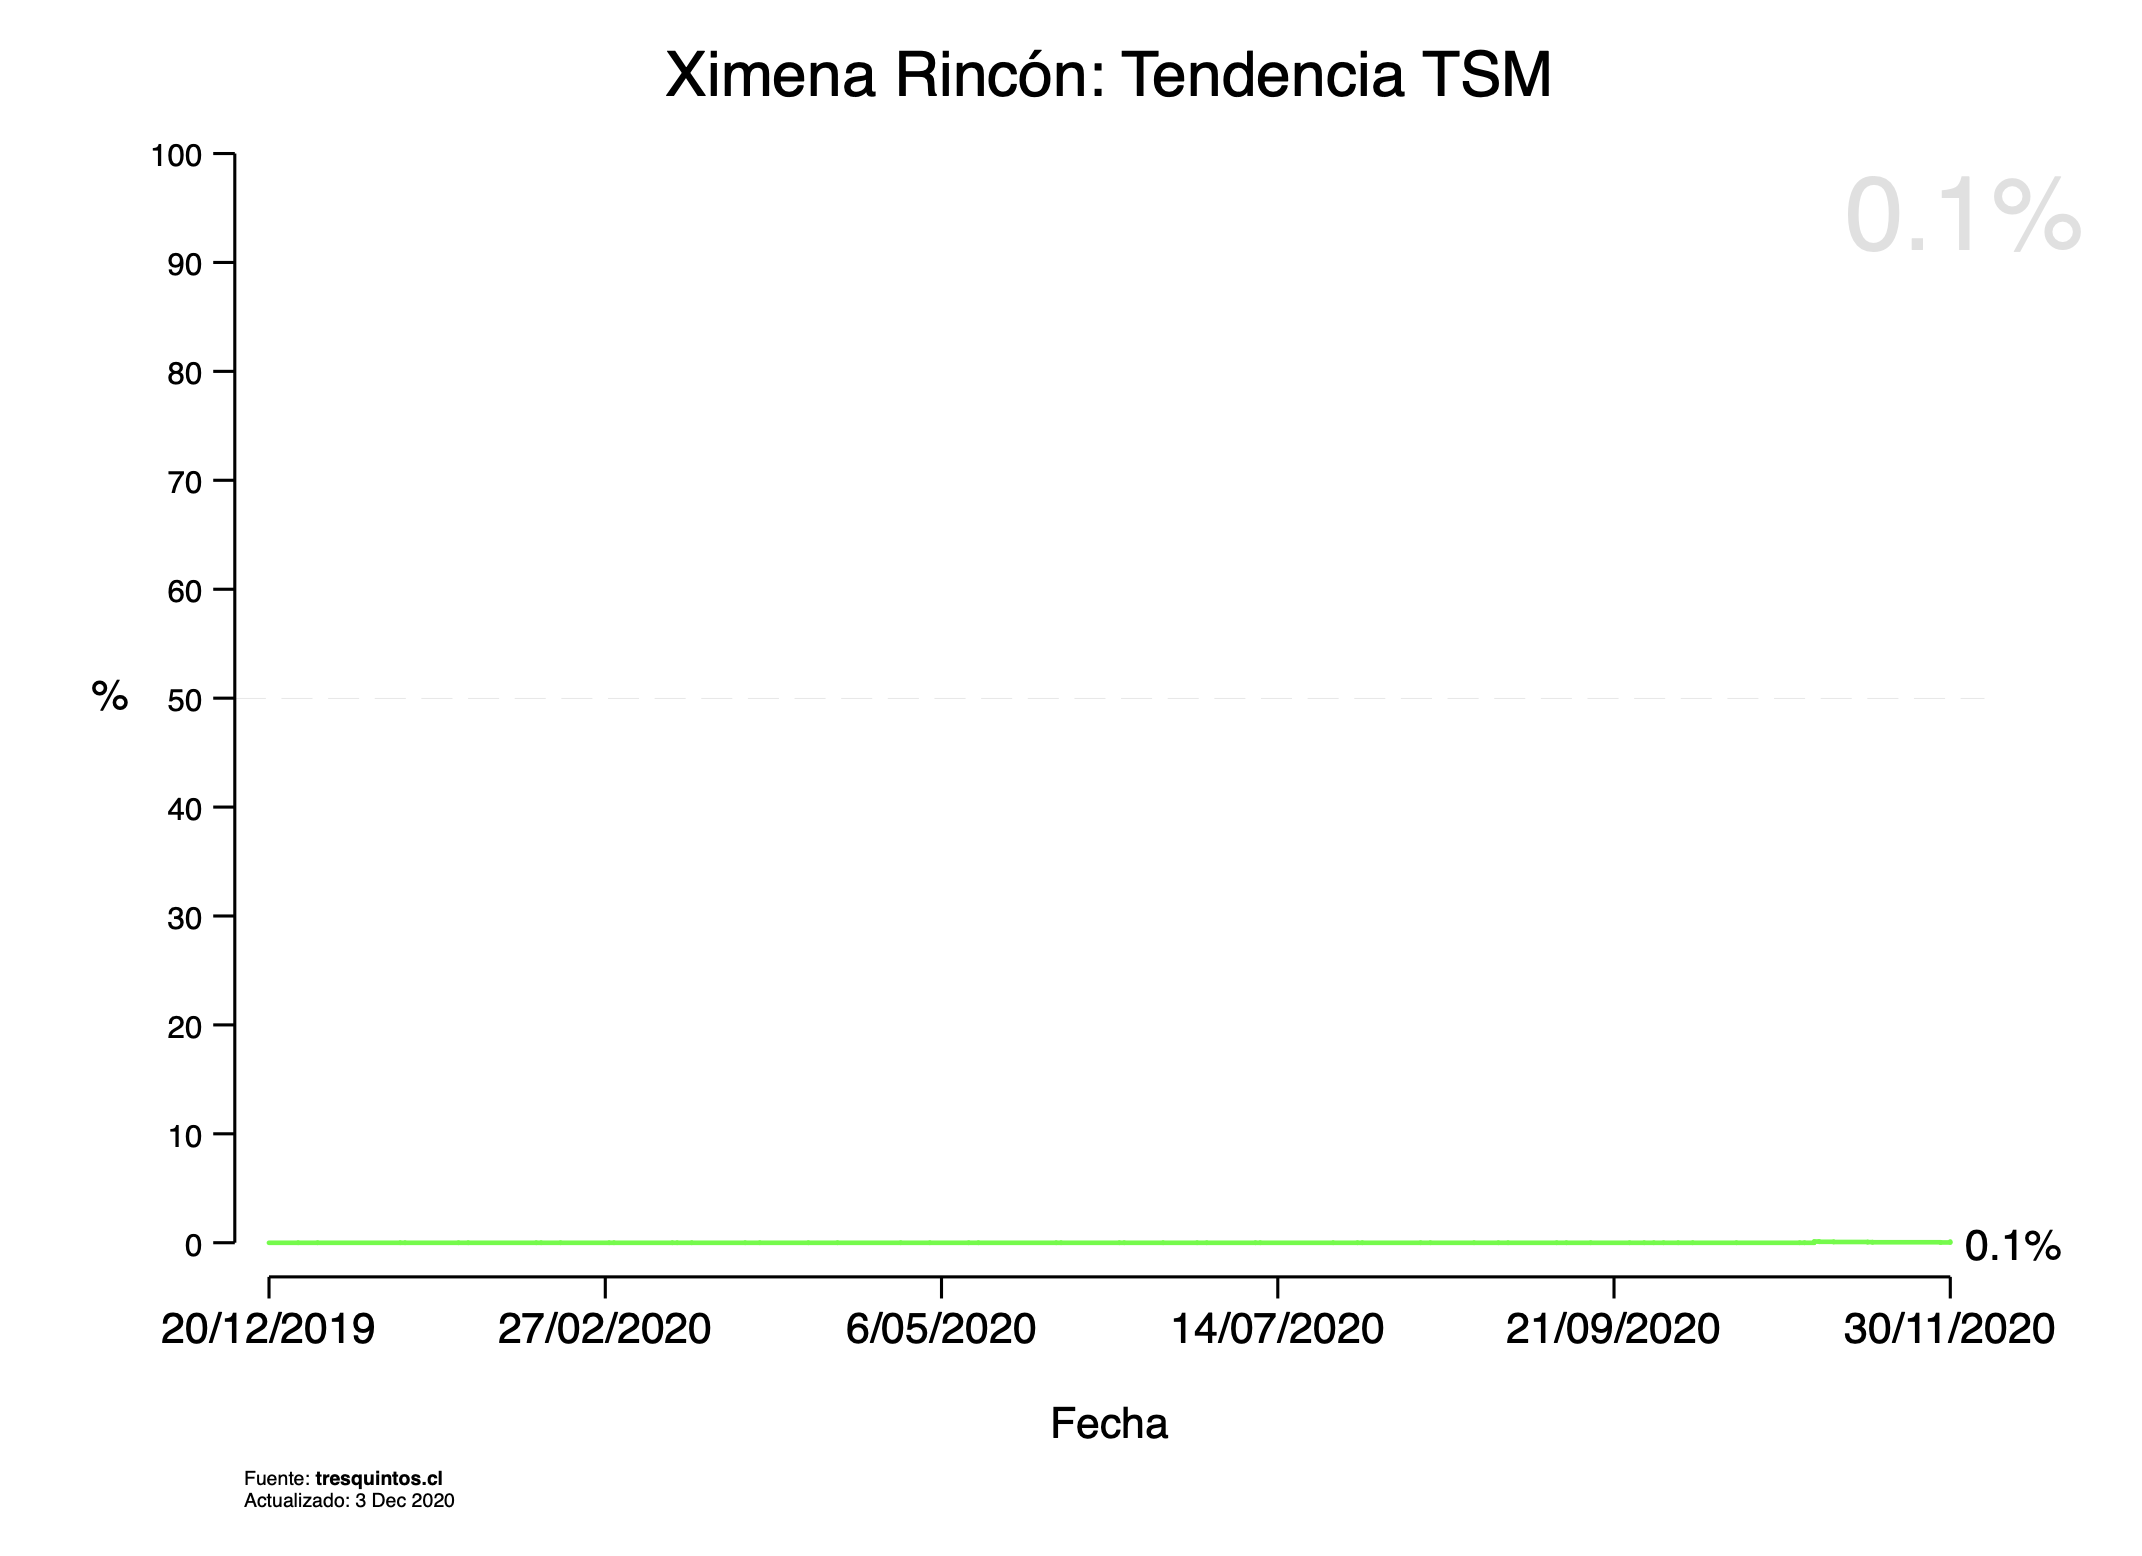 Ximena Rincón: Tendencia TSM
0.1%
100
90
80
70
60
% 50
40
30
20
10
0
0.1%
20/12/2019 27/02/2020 6/05/2020 14/07/2020 21/09/2020 30/11/2020
Fecha
Fuente: tresquintos.cl
Actualizado: 3 Dec 2020